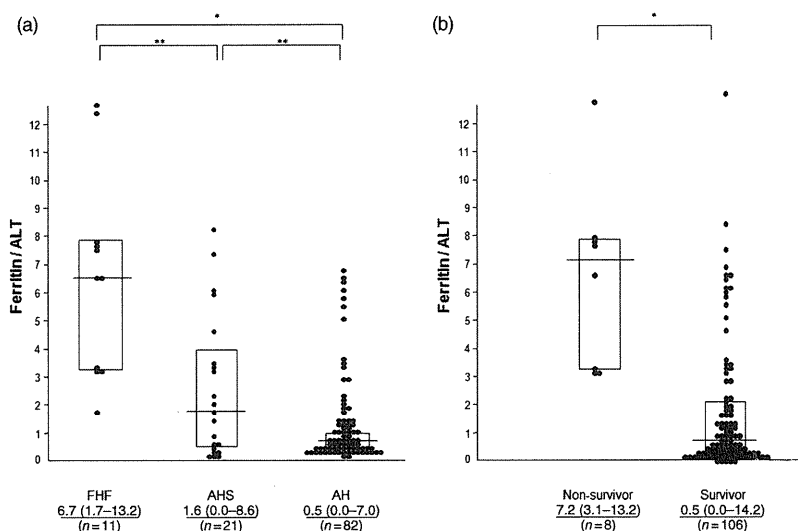 (a)
*
**
**
Ferritin/ALT
12
11
10
9
8
7
6
5
4
3
2
1
0
FHF
6.7 (1.7–13.2)
(n=11)
AHS
1.6 (0.0–8.6)
(n=21)
AH
0.5 (0.0–7.0)
(n=82)
(b)
*
Ferritin/ALT
12
11
10
9
8
7
6
5
4
3
2
1
0
Non-survivor
7.2 (3.1–13.2)
(n=8)
Survivor
0.5 (0.0–14.2)
(n=106)